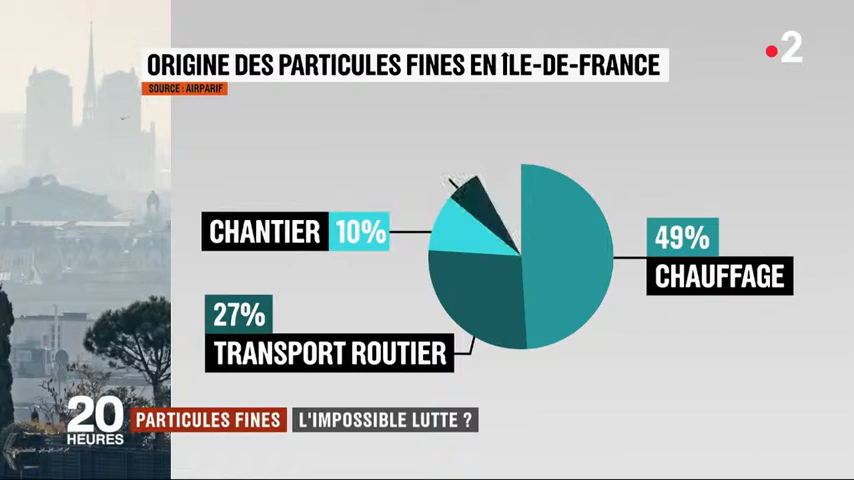 ORIGINE DES PARTICULES FINES EN ÎLE-DE-FRANCE
SOURCE : AIRPARIF
2
CHANTIER 10%
49%
CHAUFFAGE
27%
TRANSPORT ROUTIER
20 HEURES
PARTICULES FINES L'IMPOSSIBLE LUTTE ?